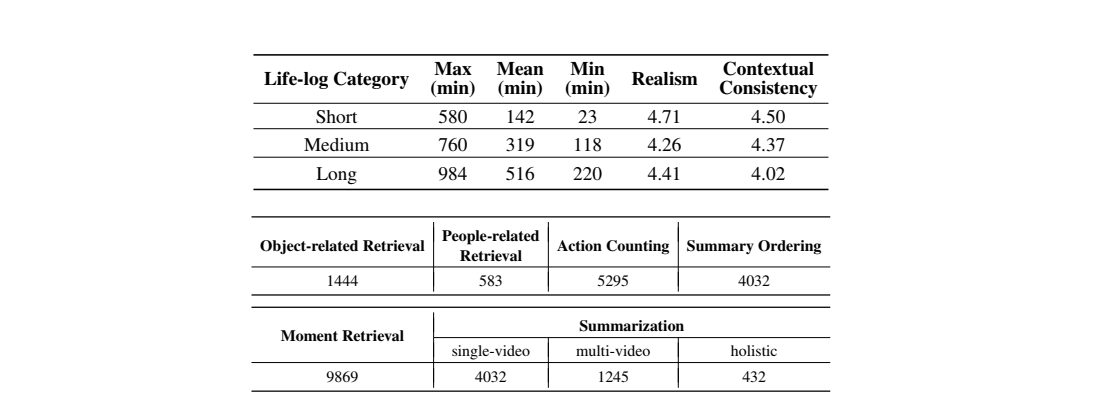 Life-log Category Max (min) Mean (min) Min (min) Realism Contextual Consistency
Short 580 142 23 4.71 4.50
Medium 760 319 118 4.26 4.37
Long 984 516 220 4.41 4.02
Object-related Retrieval People-related Retrieval Action Counting Summary Ordering
1444 583 5295 4032
Moment Retrieval Summarization
single-video multi-video holistic
9869 4032 1245 432